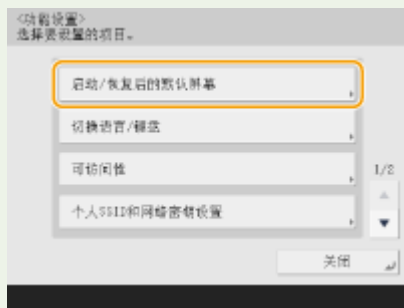 <功能设置>
选择要设置的项目。
启动/恢复后的默认屏幕
切换语言/键盘
可访问性
1/2
个人SSID和网络密钥设置
关闭